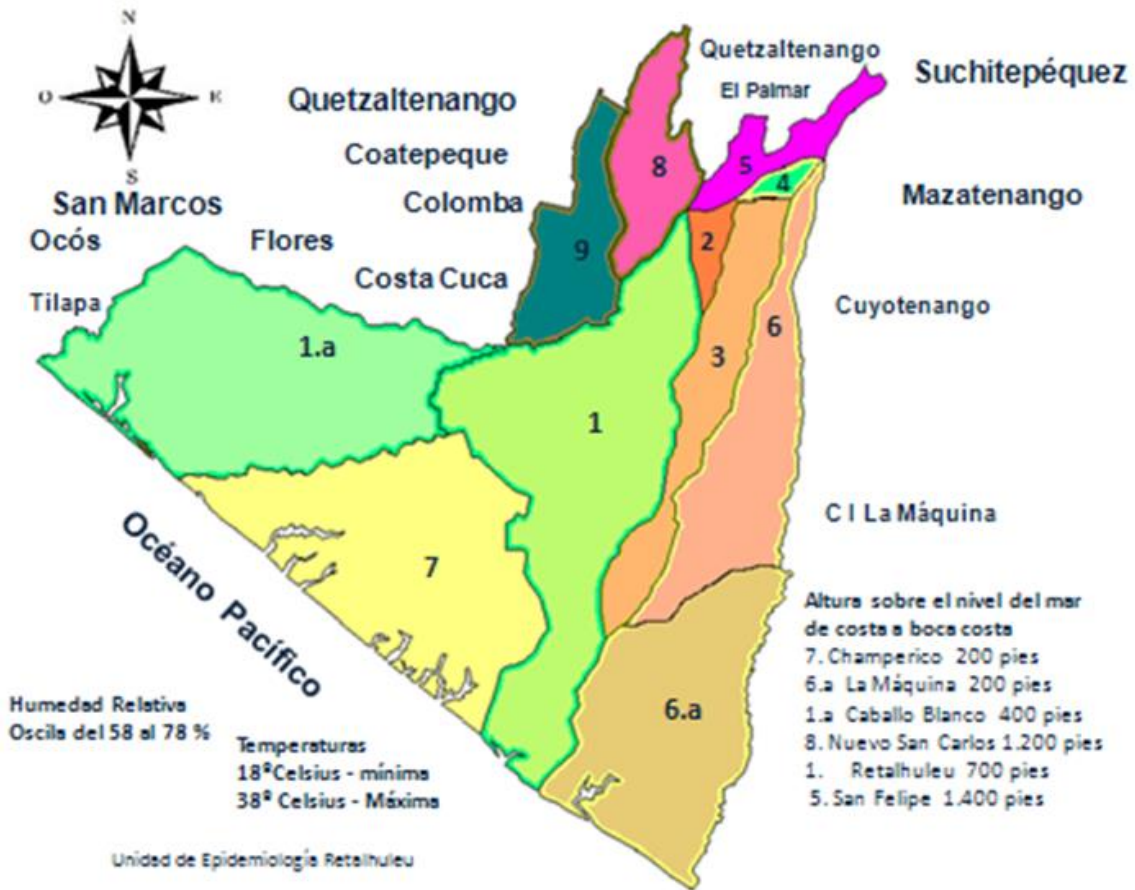 N
O
E
S
Quetzaltenango
El Palmar
Suchitepéquez
Quetzaltenango
Coatepeque
Colomba
San Marcos
Ocós
Flores
Costa Cuca
Tilapa
Mazatenango
Cuyotenango
C I La Máquina
8
5
4
9
2
1.a
3
6
1
7
6.a
Océano Pacífico
Altura sobre el nivel del mar
de costa a boca costa
7. Champerico 200 pies
6.a La Máquina 200 pies
1.a Caballo Blanco 400 pies
8. Nuevo San Carlos 1.200 pies
1. Retalhuleu 700 pies
5. San Felipe 1.400 pies
Humedad Relativa
Oscila del 58 al 78 %
Temperaturas
18ºCelsius - mínima
38º Celsius - Máxima
Unidad de Epidemiología Retalhuleu